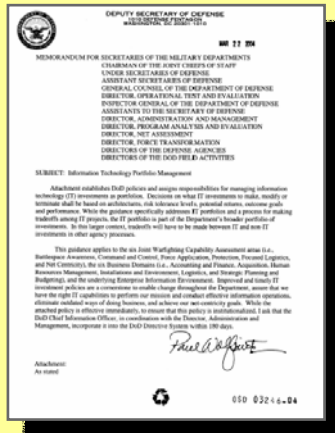 DEPUTY SECRETARY OF DEFENSE
1010 DEFENSE PENTAGON
WASHINGTON, DC 20301-1010
MAR 22 2004
MEMORANDUM FOR SECRETARIES OF THE MILITARY DEPARTMENTS
CHAIRMAN OF THE JOINT CHIEFS OF STAFF
UNDER SECRETARIES OF DEFENSE
ASSISTANT SECRETARIES OF DEFENSE
GENERAL COUNSEL OF THE DEPARTMENT OF DEFENSE
DIRECTOR, OPERATIONAL TEST AND EVALUATION
INSPECTOR GENERAL OF THE DEPARTMENT OF DEFENSE
ASSISTANTS TO THE SECRETARY OF DEFENSE
DIRECTOR, ADMINISTRATION AND MANAGEMENT
DIRECTOR, PROGRAM ANALYSIS AND EVALUATION
DIRECTOR, NET ASSESSMENT
DIRECTOR, FORCE TRANSFORMATION
DIRECTORS OF THE DEFENSE AGENCIES
DIRECTORS OF THE DOD FIELD ACTIVITIES
SUBJECT: Information Technology Portfolio Management
Attachment establishes DoD policies and assigns responsibilities for managing information
technology (IT) investments as portfolios. Decisions on what IT investments to make, modify or
terminate shall be based on architectures, risk tolerance levels, potential returns, outcome goals
and performance. While the guidance specifically addresses IT portfolios and a process for making
tradeoffs among IT projects, the IT portfolio is part of the Department's broader portfolio of
investments. In this larger context, tradeoffs will have to be made between IT and non-IT
investments in other agency processes.
This guidance applies to the six Joint Warfighting Capability Assessment areas (i.e.,
Battlespace Awareness, Command and Control, Force Application, Protection, Focused Logistics,
and Net Centricity), the six Business Domains (i.e., Accounting and Finance, Acquisition, Human
Resources Management, Installations and Environment, Logistics, and Strategic Planning and
Budgeting), and the underlying Enterprise Information Environment. Improved and timely IT
investment policies are a cornerstone to enable change throughout the Department, assure that we
have the right IT capabilities to perform our mission and conduct effective information operations,
eliminate outdated ways of doing business, and achieve our net-centricity goals. While the
attached policy is effective immediately, to ensure that this policy is institutionalized, I ask that the
DoD Chief Information Officer, in coordination with the Director, Administration and
Management, incorporate it into the DoD Directive System within 180 days.
Paul Wolfowitz
Attachment:
As stated
OSD 03246-04